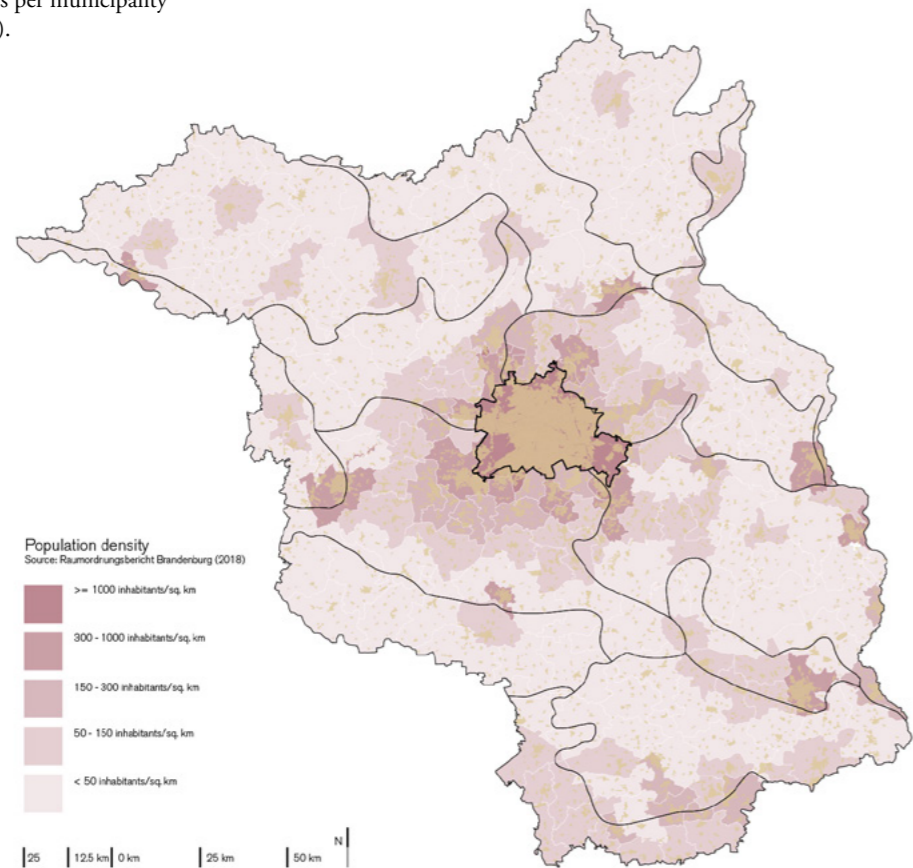 s per municipality
).
Population density
Source: Raumordnungsbericht Brandenburg (2018)
>= 1000 inhabitants/sq. km
300 - 1000 inhabitants/sq. km
150 - 300 inhabitants/sq. km
50 - 150 inhabitants/sq. km
< 50 inhabitants/sq. km
N
25 12.5 km 0 km 25 km 50 km